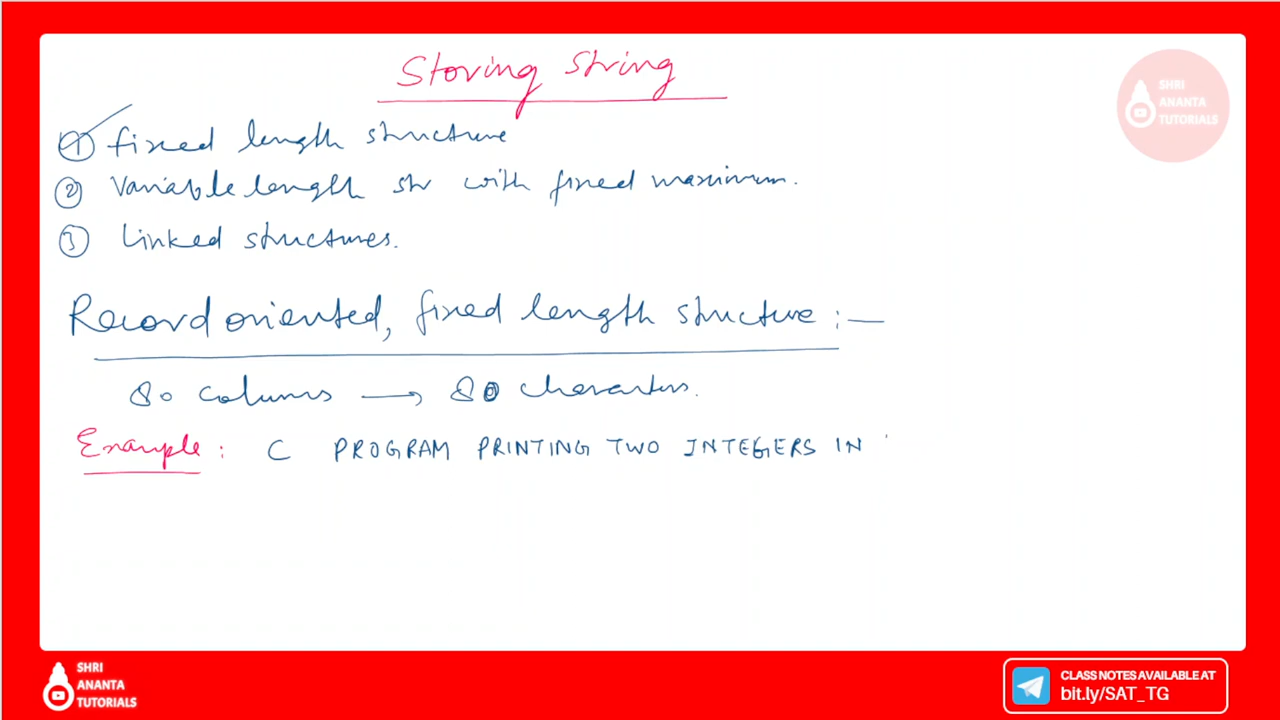 Storing String
① fixed length structure
② Variable length str with fixed maximum.
③ Linked structures.
Record oriented, fixed length structure :—
80 columns → 80 characters.
Example : C PROGRAM PRINTING TWO INTEGERS IN
SHRI
ANANTA
TUTORIALS
SHRI
ANANTA
TUTORIALS
CLASS NOTES AVAILABLE AT
bit.ly/SAT_TG